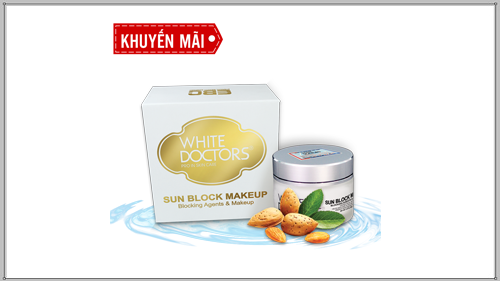 KHUYẾN MÃI
WHITE
DOCTORS
SUN BLOCK MAKEUP
Blocking Agents & Makeup
SUN BLOCK